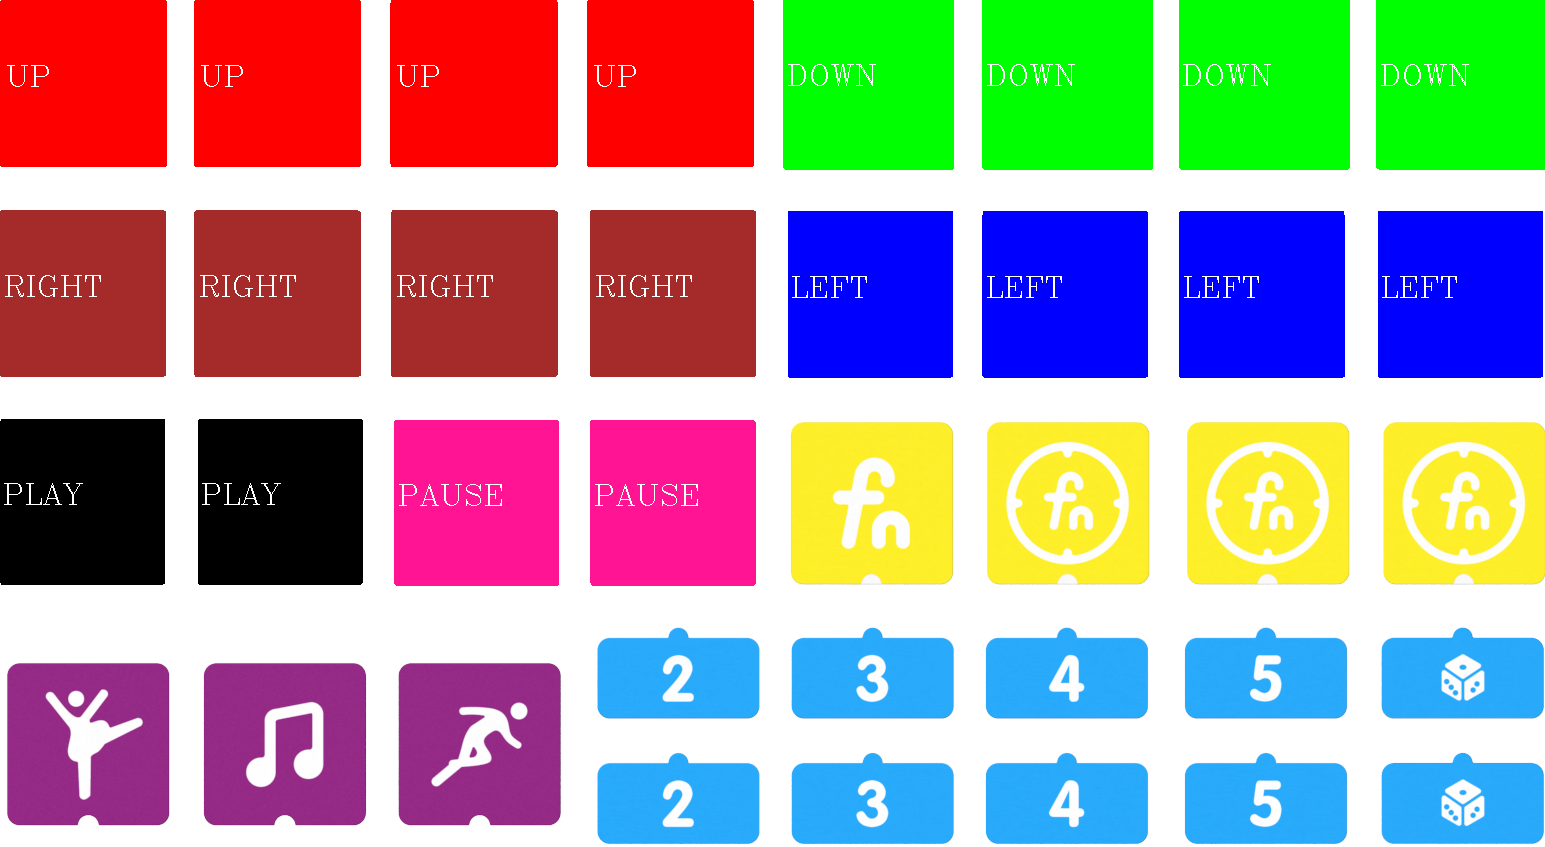 UP UP UP UP DOWN DOWN DOWN DOWN
RIGHT RIGHT RIGHT RIGHT LEFT LEFT LEFT LEFT
PLAY PLAY PAUSE PAUSE fn fn fn fn
2 3 4 5
2 3 4 5